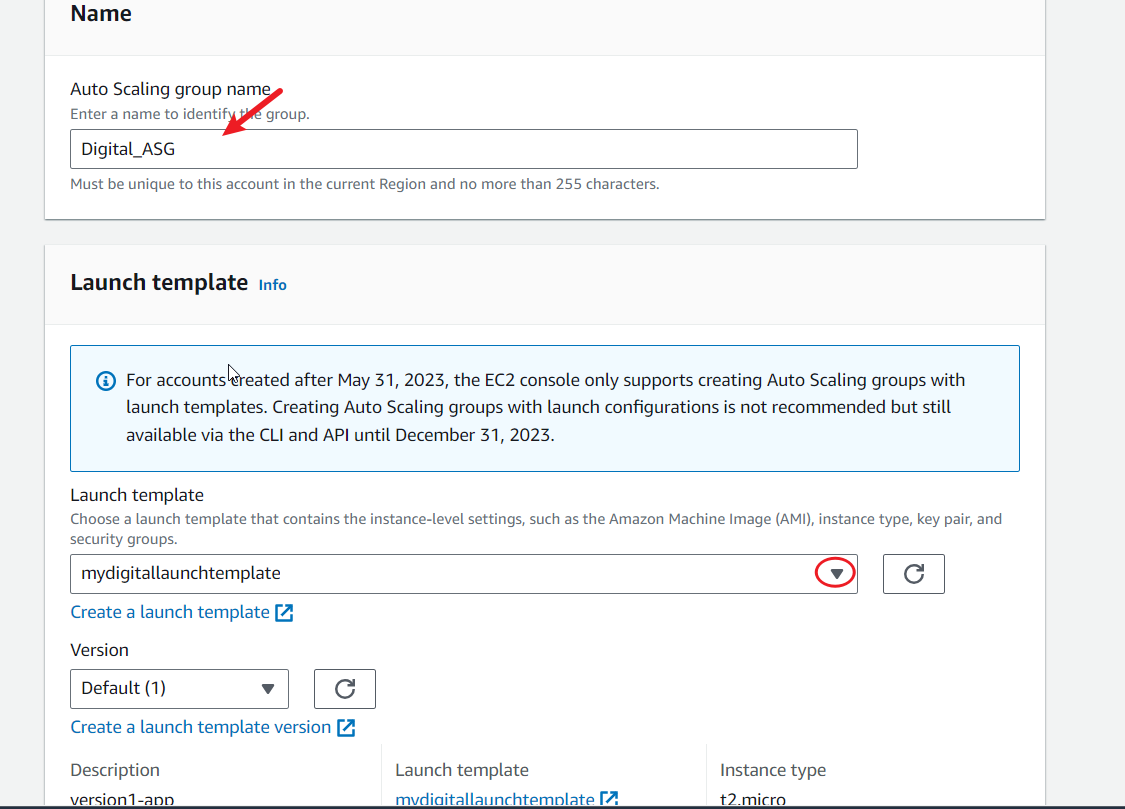 Name
Auto Scaling group name
Enter a name to identify the group.
Digital_ASG
Must be unique to this account in the current Region and no more than 255 characters.
Launch template Info
For accounts created after May 31, 2023, the EC2 console only supports creating Auto Scaling groups with
launch templates. Creating Auto Scaling groups with launch configurations is not recommended but still
available via the CLI and API until December 31, 2023.
Launch template
Choose a launch template that contains the instance-level settings, such as the Amazon Machine Image (AMI), instance type, key pair, and
security groups.
mydigitallaunchtemplate
Create a launch template
Version
Default (1)
Create a launch template version
Description Launch template Instance type
version1-app mydigitallaunchtemplate t2.micro